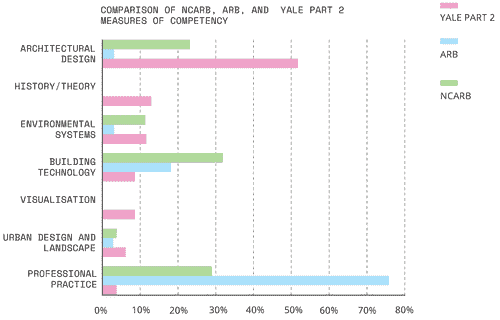 COMPARISON OF NCARB, ARB, AND YALE PART 2
MEASURES OF COMPETENCY
YALE PART 2
ARB
NCARB
ARCHITECTURAL
DESIGN
HISTORY/THEORY
ENVIRONMENTAL
SYSTEMS
BUILDING
TECHNOLOGY
VISUALISATION
URBAN DESIGN AND
LANDSCAPE
PROFESSIONAL
PRACTICE
0% 10% 20% 30% 40% 50% 60% 70% 80%